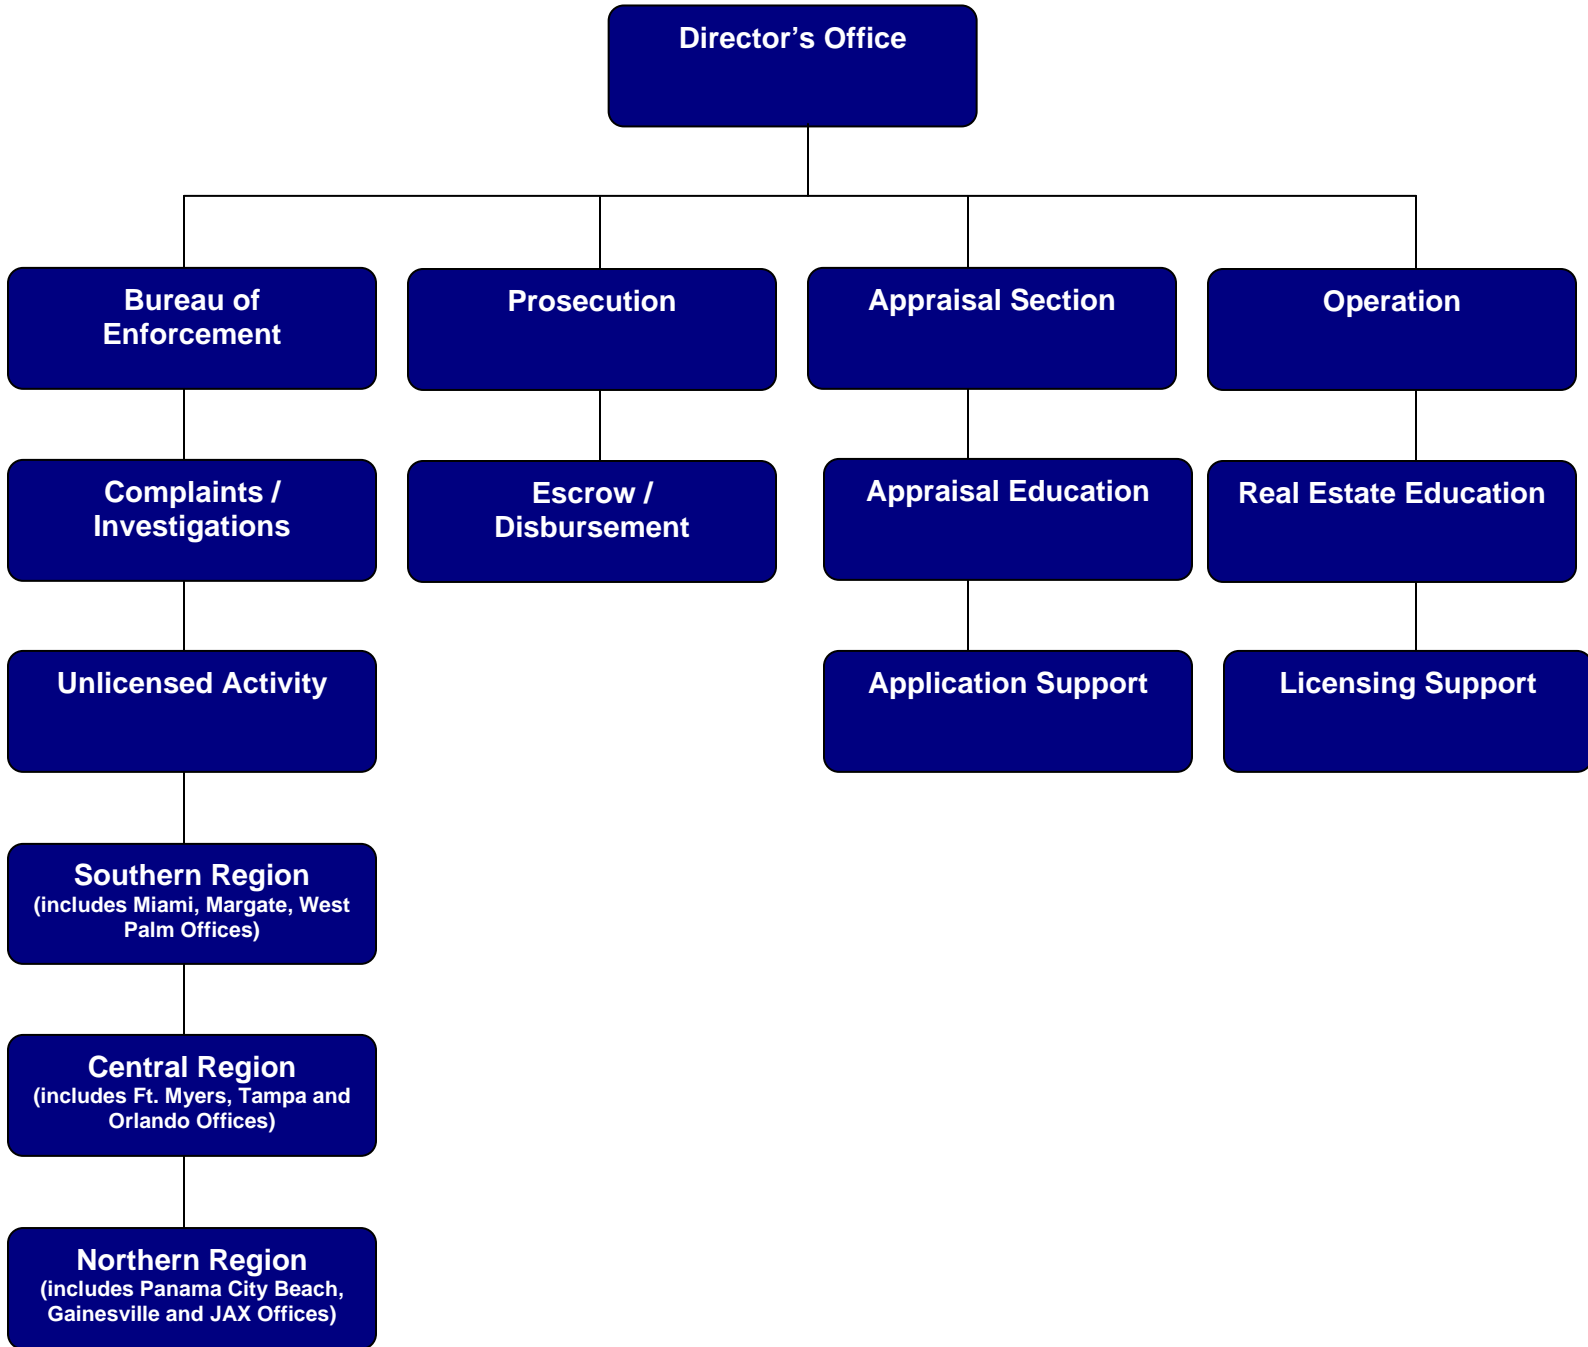 Director’s Office
Bureau of
Enforcement
Prosecution
Appraisal Section
Operation
Complaints /
Investigations
Escrow /
Disbursement
Appraisal Education
Real Estate Education
Unlicensed Activity
Application Support
Licensing Support
Southern Region
(includes Miami, Margate, West
Palm Offices)
Central Region
(includes Ft. Myers, Tampa and
Orlando Offices)
Northern Region
(includes Panama City Beach,
Gainesville and JAX Offices)